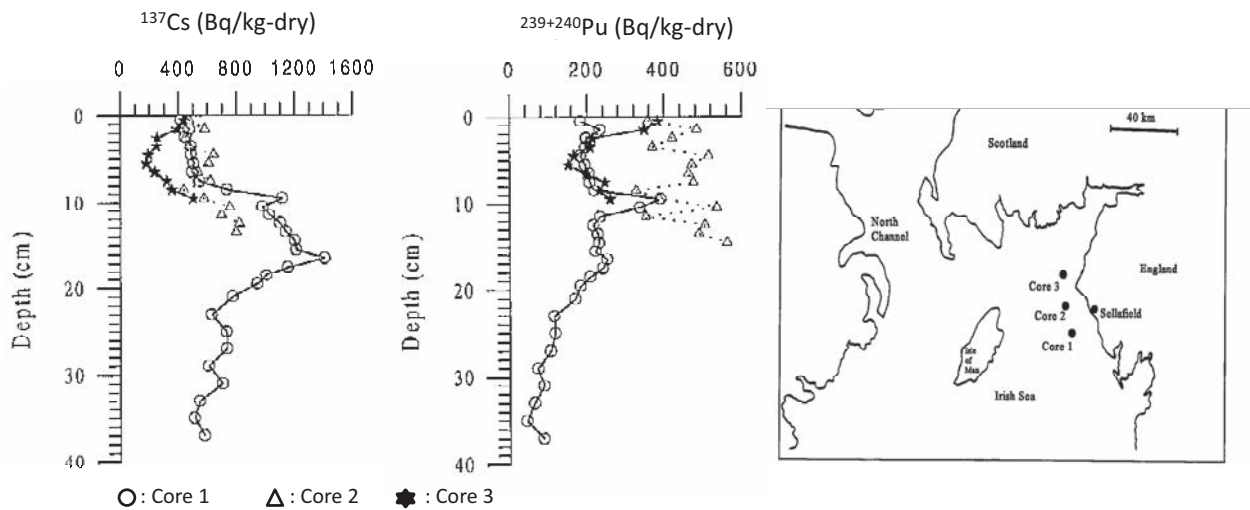 ¹³⁷Cs (Bq/kg-dry)
0 400 800 1200 1600
0
10
20
30
40
Depth (cm)
²³⁹⁺²⁴⁰Pu (Bq/kg-dry)
0 200 400 600
0
10
20
30
40
Depth (cm)
○ : Core 1 △ : Core 2 ★ : Core 3
40 km
Scotland
North
Channel
England
Core 3
Core 2
Sellafield
Core 1
Isle
of
Man
Irish Sea